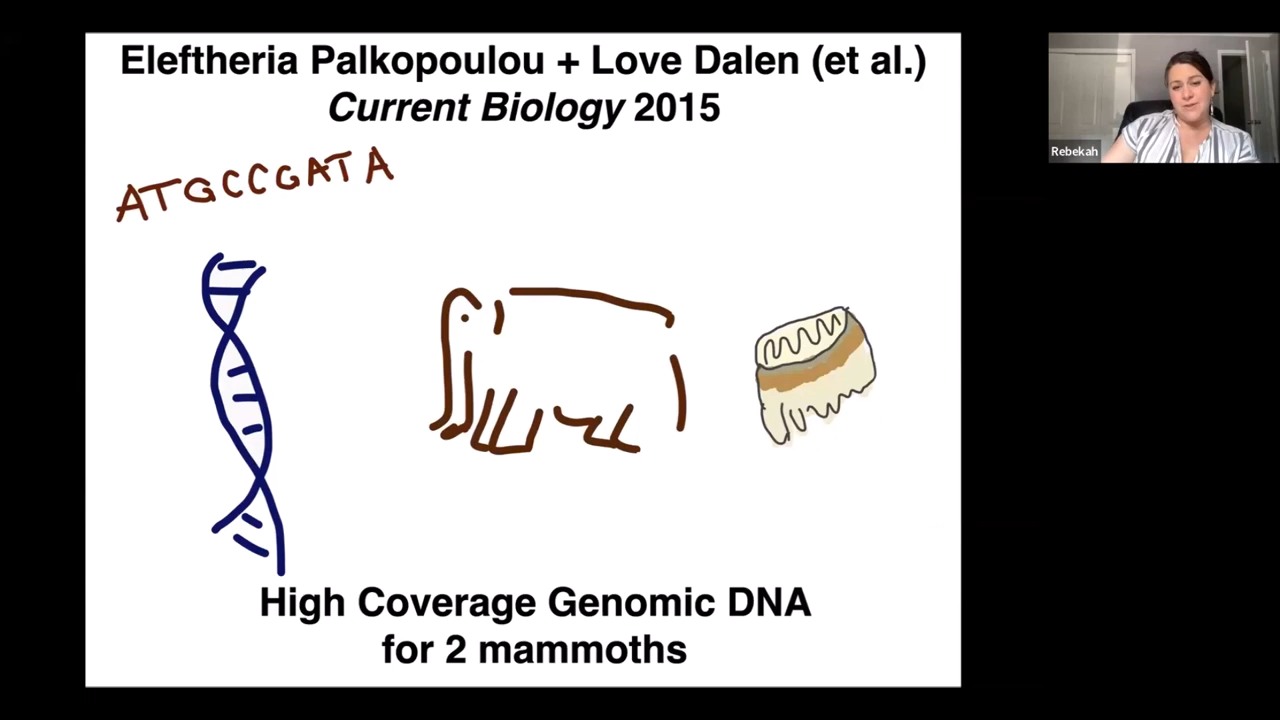 Eleftheria Palkopoulou + Love Dalen (et al.)
Current Biology 2015
ATGCCGATA
Rebekah
High Coverage Genomic DNA
for 2 mammoths